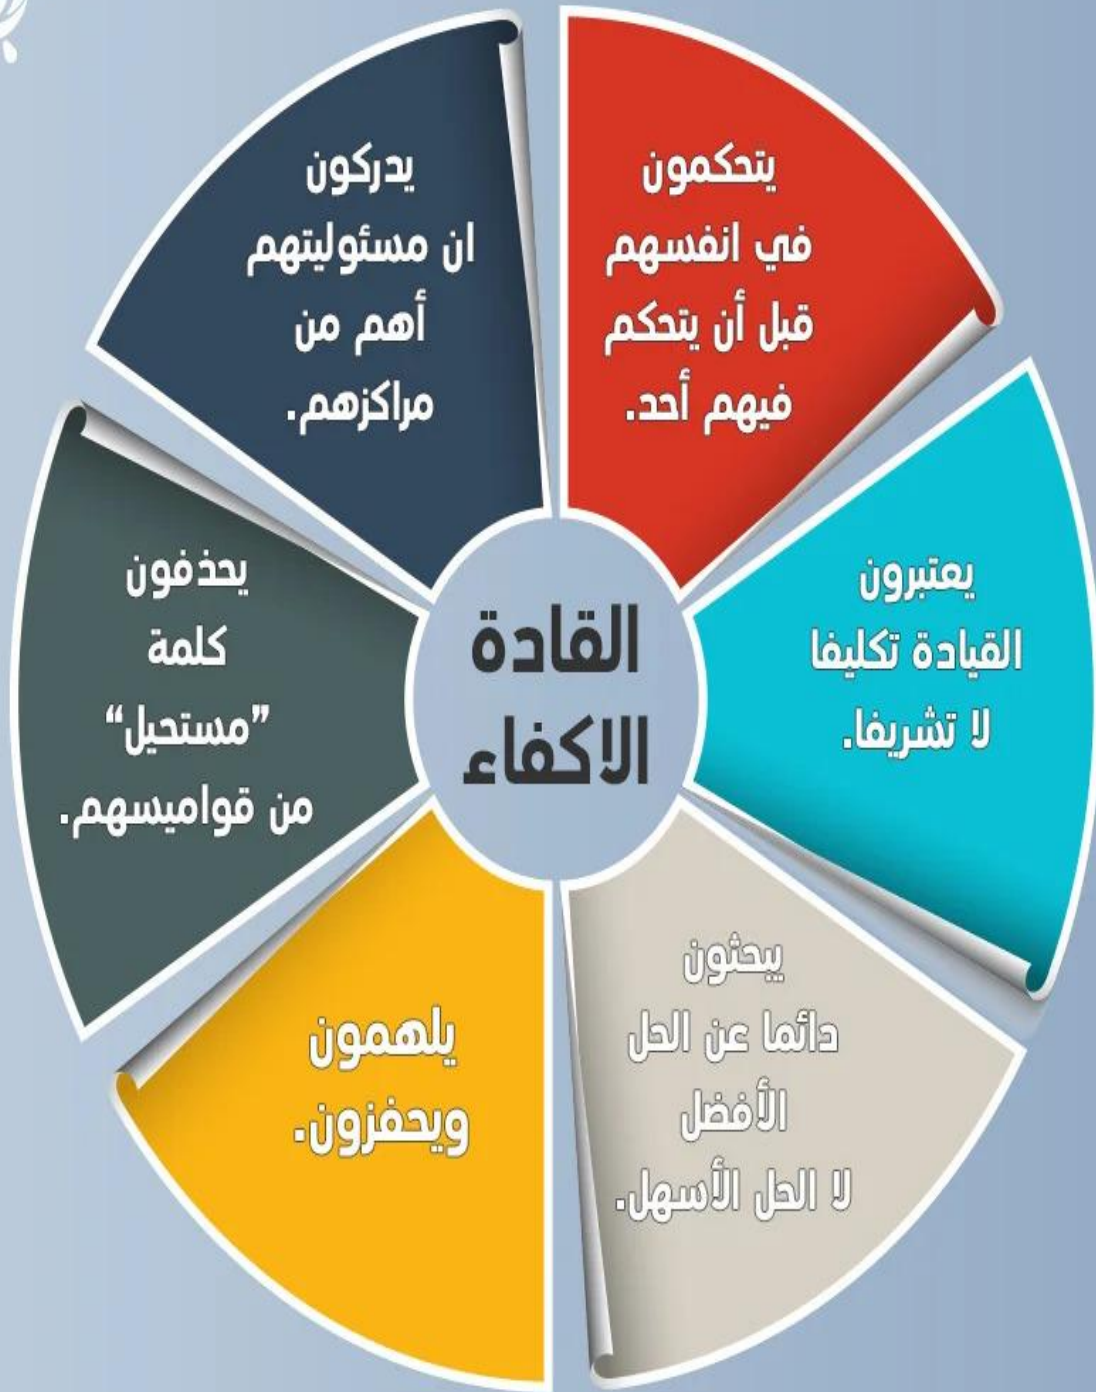 القادة
الاكفاء
يتحكمون
في انفسهم
قبل أن يتحكم
فيهم أحد.
يعتبرون
القيادة تكليفا
لا تشريفا.
يبحثون
دائما عن الحل
الأفضل
لا الحل الأسهل.
يلهمون
ويحفزون.
يحذفون
كلمة
”مستحيل“
من قواميسهم.
يدركون
ان مسئوليتهم
أهم من
مراكزهم.